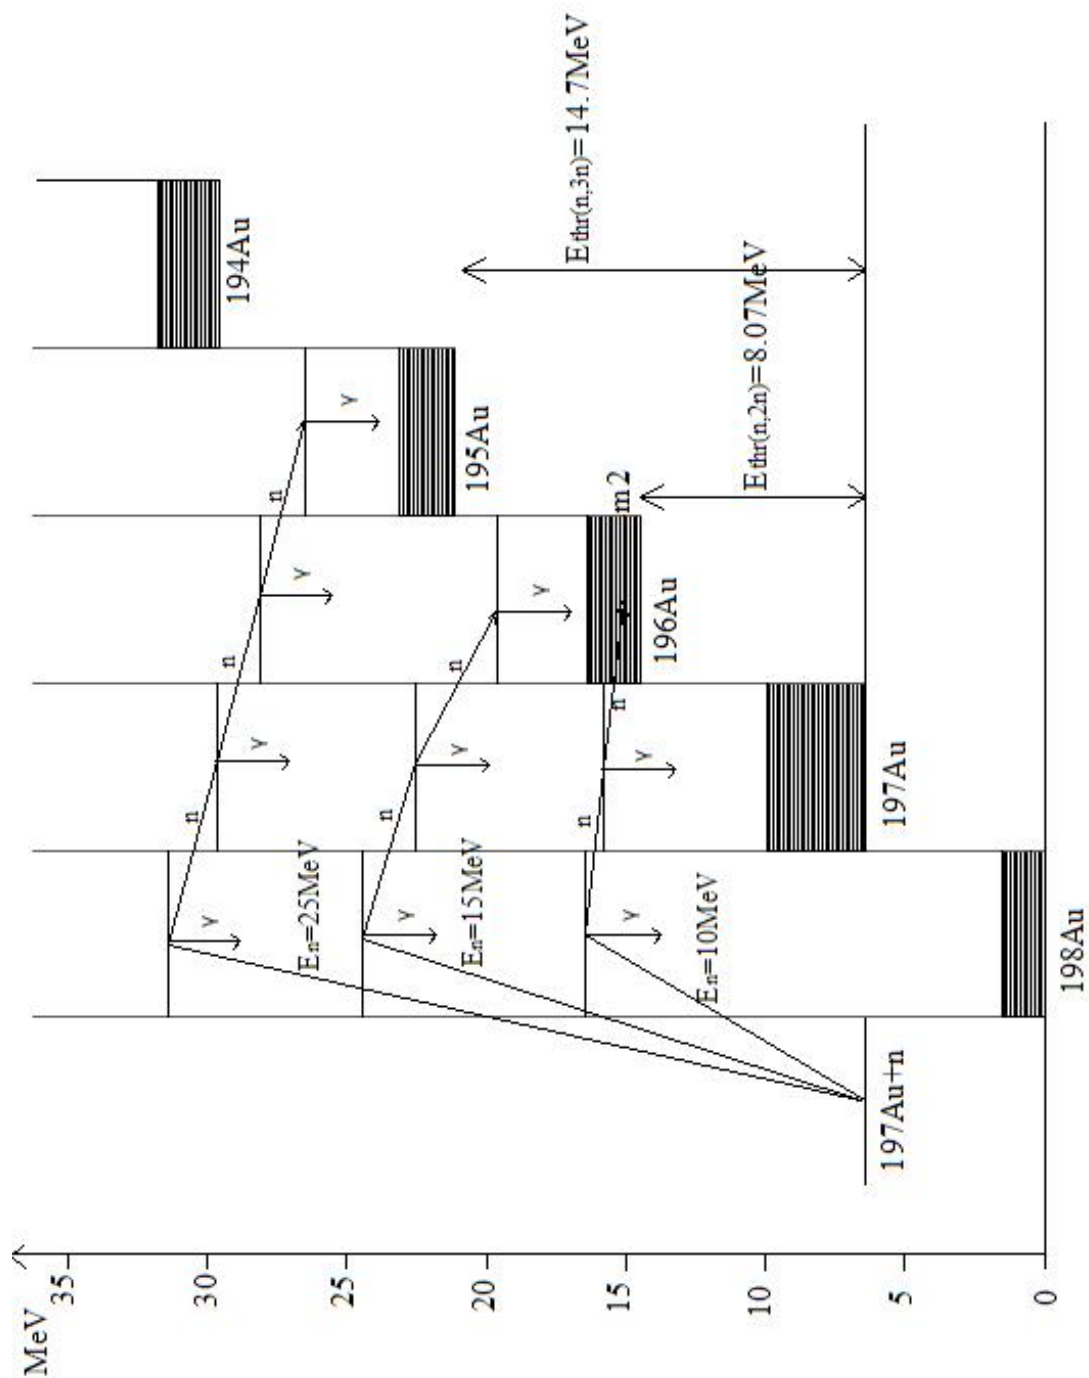 MeV
35
30
25
20
15
10
5
0
197Au+n
198Au
197Au
196Au
195Au
194Au
En=25MeV
En=15MeV
En=10MeV
γ
γ
γ
n
n
n
γ
γ
γ
n
n
n
γ
γ
m2
n
γ
Ethr(n,2n)=8.07MeV
Ethr(n,3n)=14.7MeV